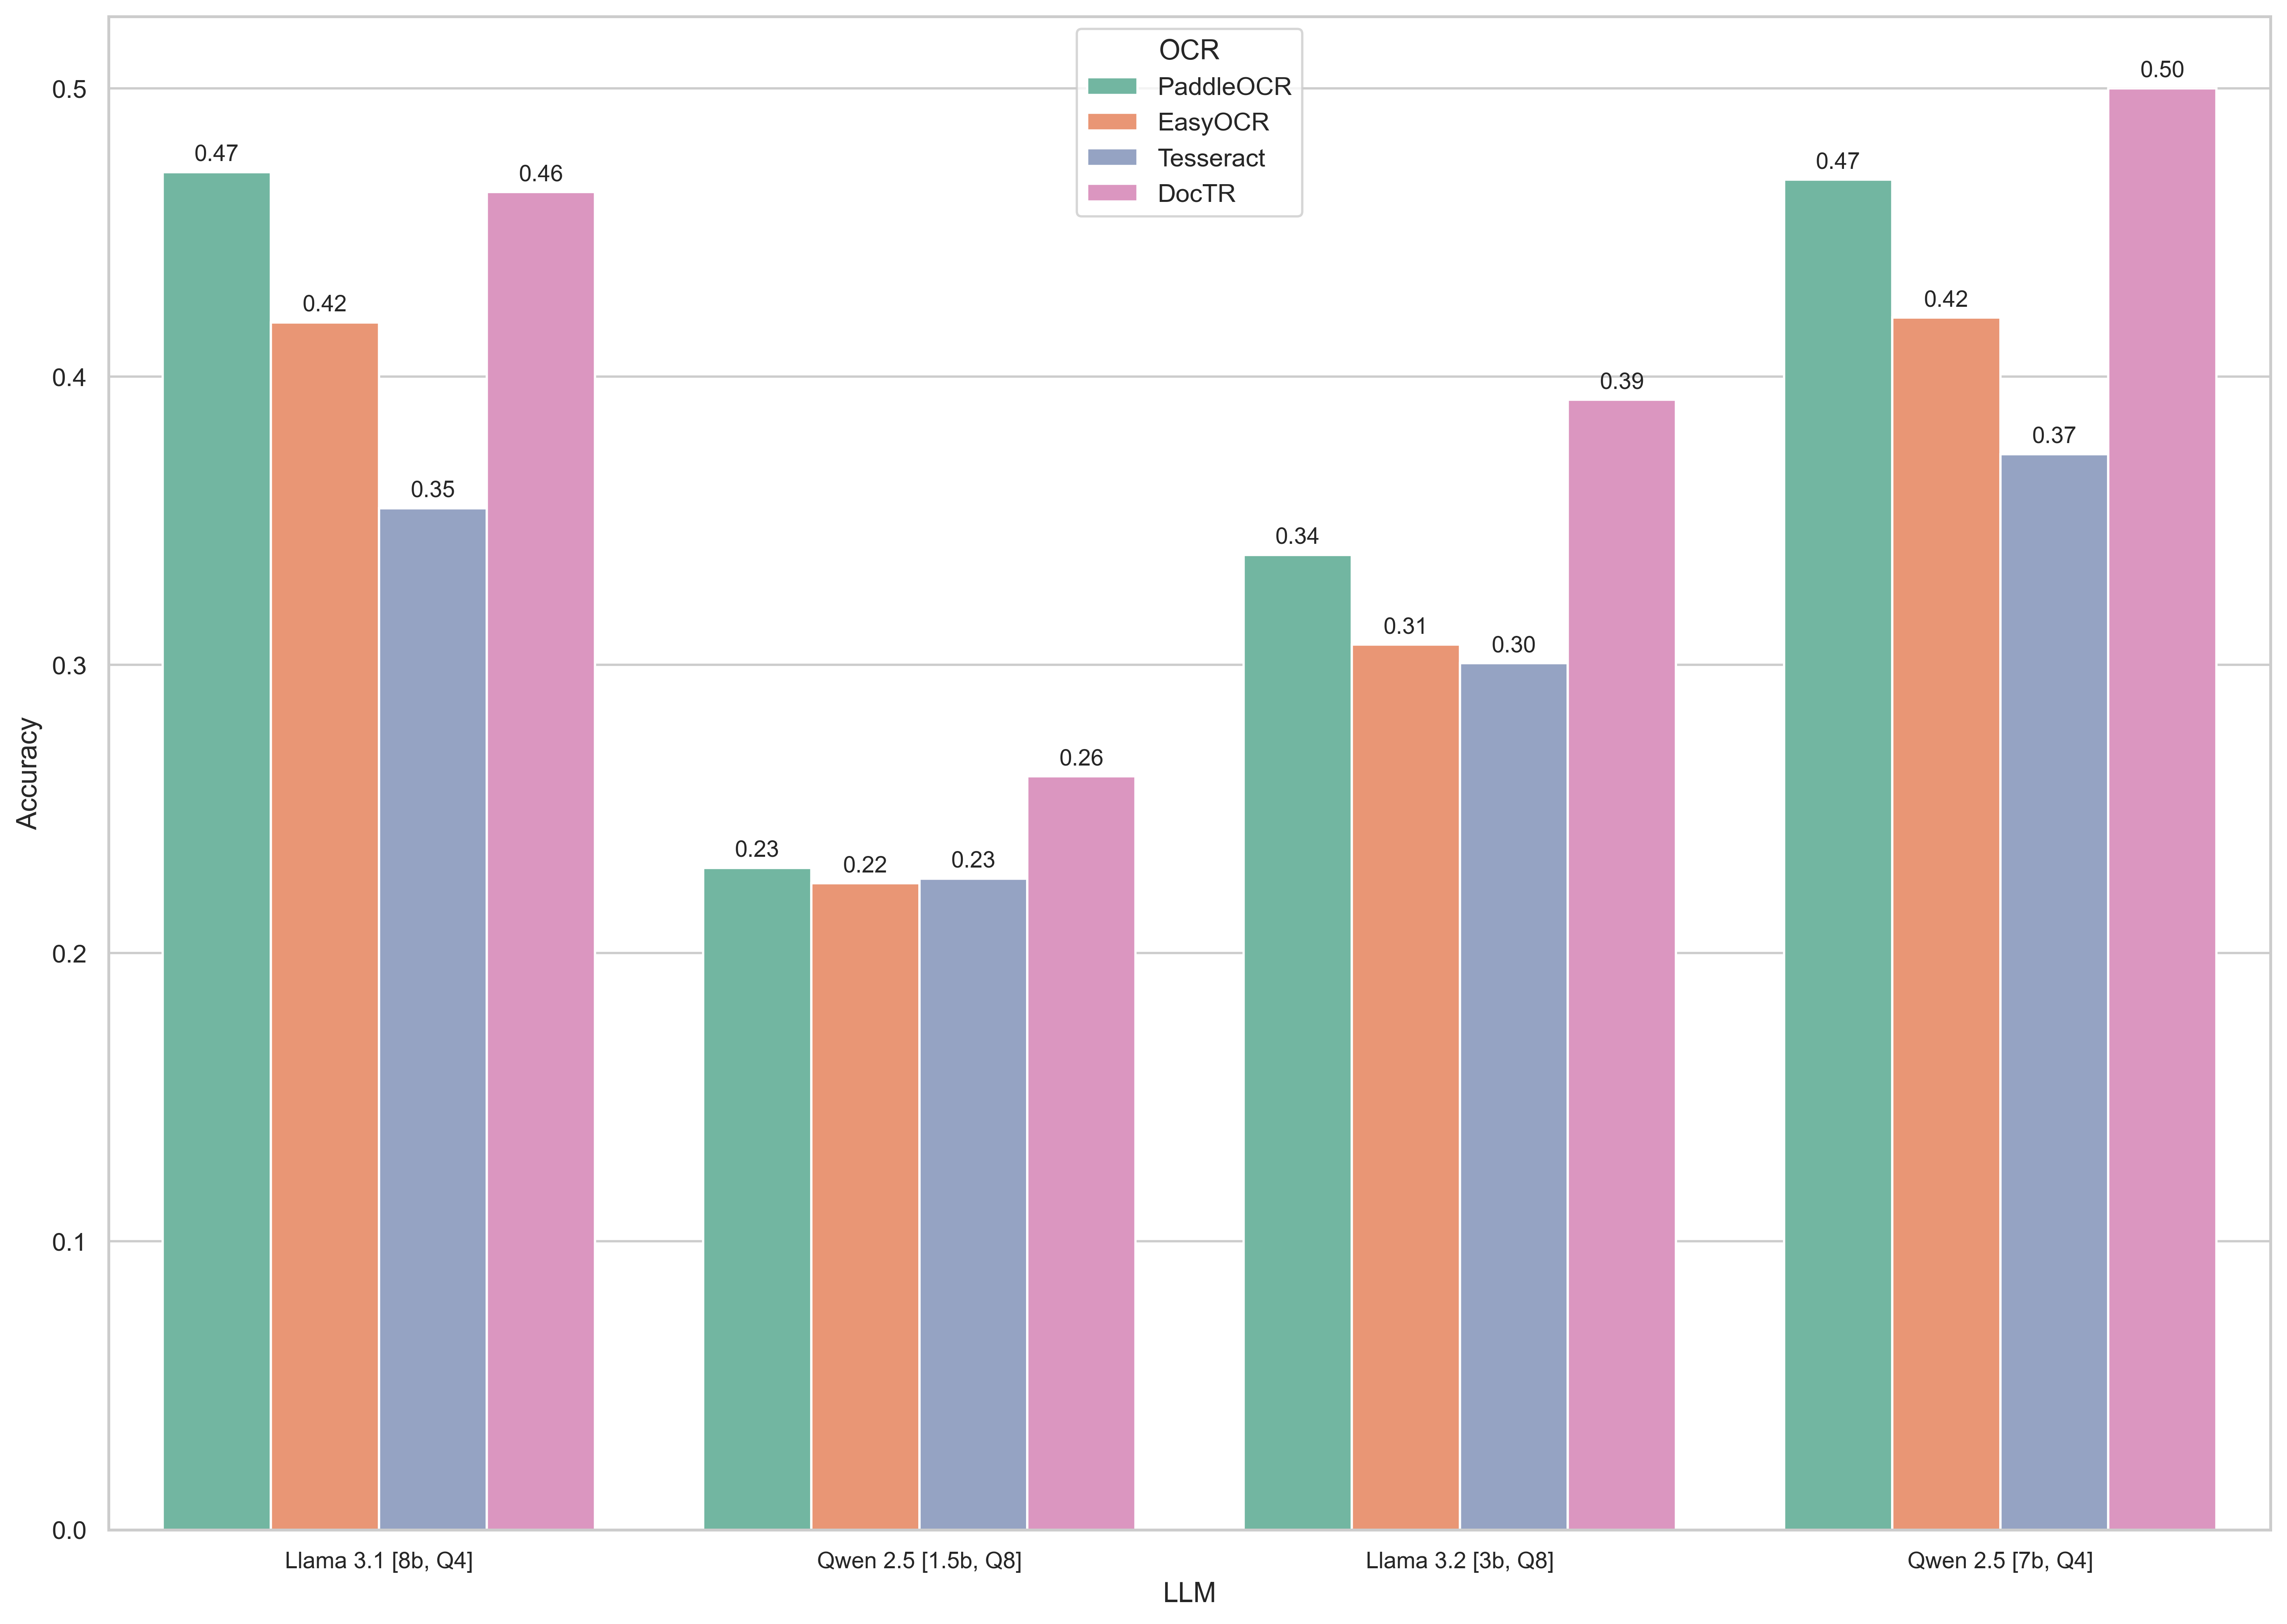 OCR
PaddleOCR
EasyOCR
Tesseract
DocTR
0.5
0.4
0.3
0.2
0.1
0.0
Accuracy
0.47
0.42
0.35
0.46
0.23
0.22
0.23
0.26
0.34
0.31
0.30
0.39
0.47
0.42
0.37
0.50
Llama 3.1 [8b, Q4]
Qwen 2.5 [1.5b, Q8]
Llama 3.2 [3b, Q8]
Qwen 2.5 [7b, Q4]
LLM